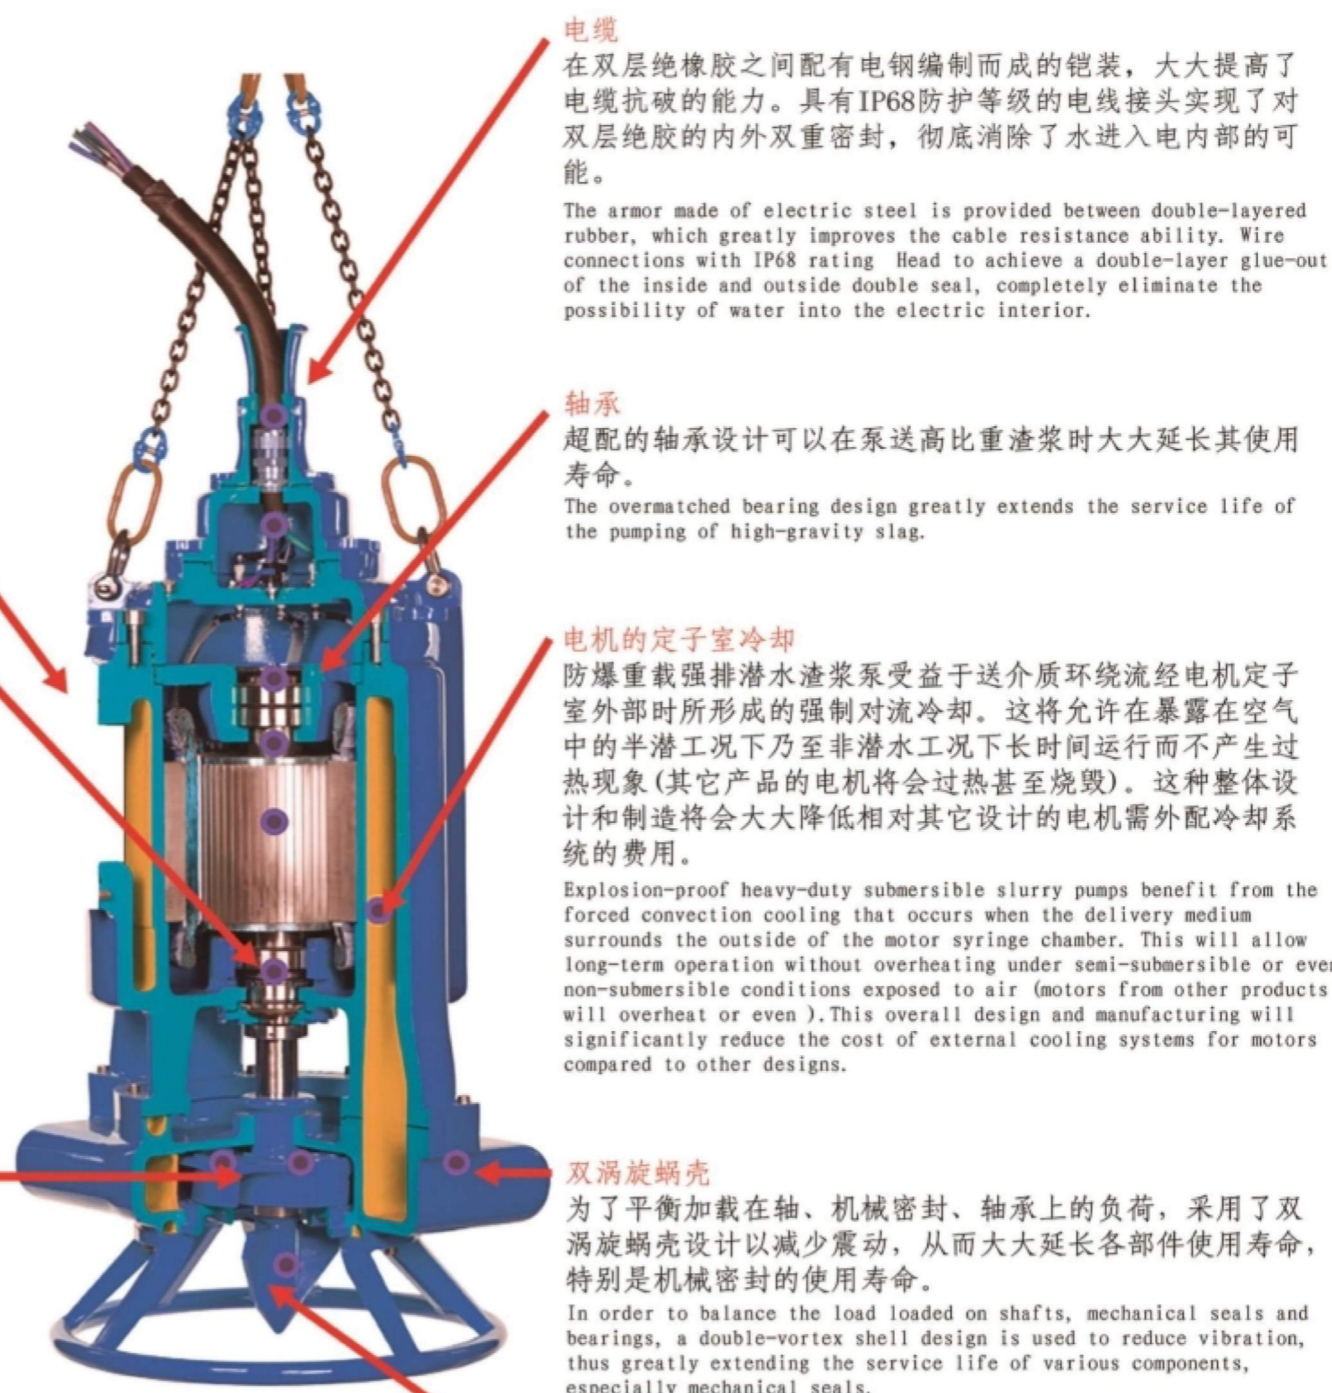 电缆
在双层绝橡胶之间配有电钢编制而成的铠装，大大提高了
电缆抗破的能力。具有IP68防护等级的电线接头实现了对
双层绝胶的内外双重密封，彻底消除了水进入电内部的可
能。
The armor made of electric steel is provided between double-layered
rubber, which greatly improves the cable resistance ability. Wire
connections with IP68 rating  Head to achieve a double-layer glue-out
of the inside and outside double seal, completely eliminate the
possibility of water into the electric interior.
轴承
超配的轴承设计可以在泵送高比重渣浆时大大延长其使用
寿命。
The overmatched bearing design greatly extends the service life of
the pumping of high-gravity slag.
电机的定子室冷却
防爆重载强排潜水渣浆泵受益于送介质环绕流经电机定子
室外部时所形成的强制对流冷却。这将允许在暴露在空气
中的半潜工况下乃至非潜水工况下长时间运行而不产生过
热现象(其它产品的电机将会过热甚至烧毁)。这种整体设
计和制造将会大大降低相对其它设计的电机需外配冷却系
统的费用。
Explosion-proof heavy-duty submersible slurry pumps benefit from the
forced convection cooling that occurs when the delivery medium
surrounds the outside of the motor syringe chamber. This will allow
long-term operation without overheating under semi-submersible or even
non-submersible conditions exposed to air (motors from other products
will overheat or even ).This overall design and manufacturing will
significantly reduce the cost of external cooling systems for motors
compared to other designs.
双涡旋蜗壳
为了平衡加载在轴、机械密封、轴承上的负荷，采用了双
涡旋蜗壳设计以减少震动，从而大大延长各部件使用寿命，
特别是机械密封的使用寿命。
In order to balance the load loaded on shafts, mechanical seals and
bearings, a double-vortex shell design is used to reduce vibration,
thus greatly extending the service life of various components,
especially mechanical seals.